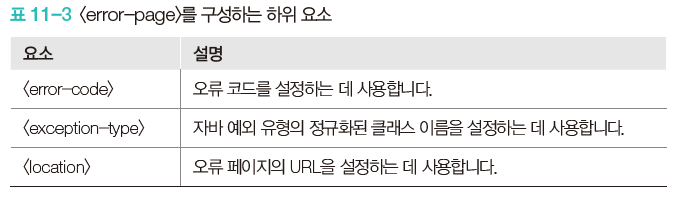 표 11-3 <error-page>를 구성하는 하위 요소
요소 설명
<error-code> 오류 코드를 설정하는 데 사용합니다.
<exception-type> 자바 예외 유형의 정규화된 클래스 이름을 설정하는 데 사용합니다.
<location> 오류 페이지의 URL을 설정하는 데 사용합니다.